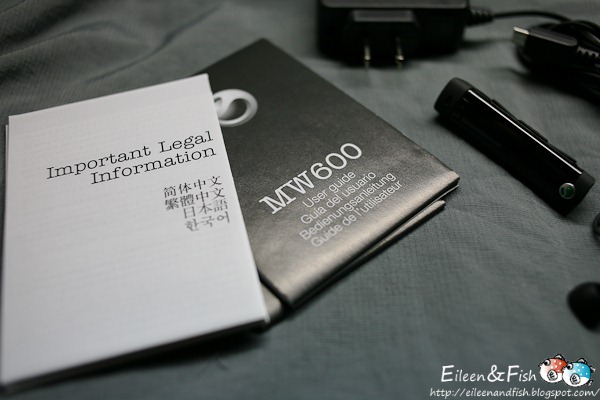 Important Legal
Information
简体中文
繁體中文
日本語
한국어
MW600
User guide
Guía del usuario
Bedienungsanleitung
Guide de l'utilisateur
Eileen&Fish
http://eileenandfish.blogspot.com